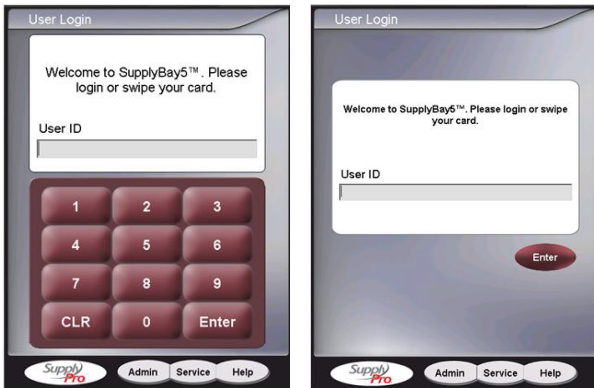 User Login
Welcome to SupplyBay5™. Please
login or swipe your card.
User ID
1 2 3
4 5 6
7 8 9
CLR 0 Enter
Supply
Pro
Admin Service Help
User Login
Welcome to SupplyBay5™. Please login or swipe
your card.
User ID
Enter
Supply
Pro
Admin Service Help